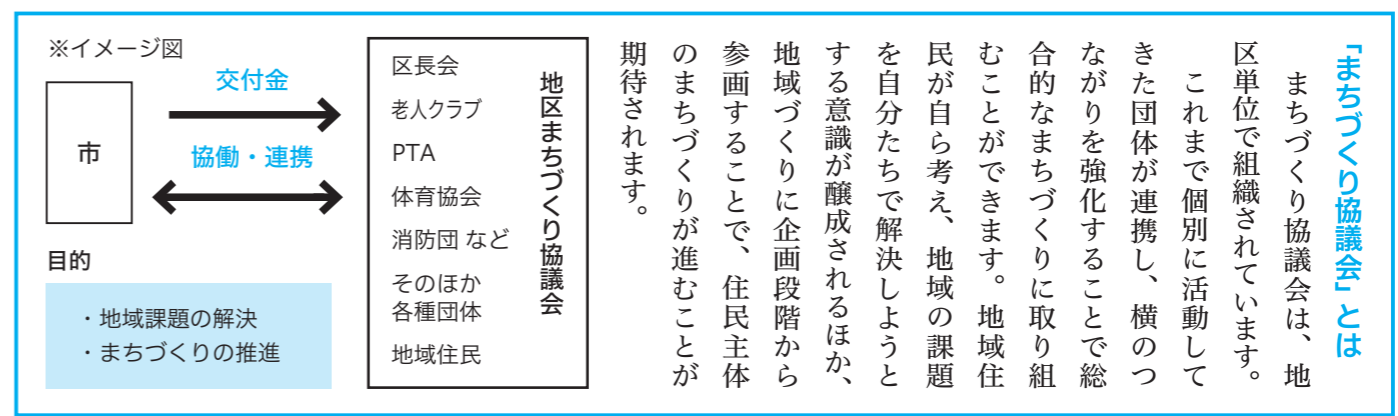 「まちづくり協議会」とは
　まちづくり協議会は、地
区単位で組織されています。
　これまで個別に活動して
きた団体が連携し、横のつ
ながりを強化することで総
合的なまちづくりに取り組
むことができます。地域住
民が自ら考え、地域の課題
を自分たちで解決しようと
する意識が醸成されるほか、
地域づくりに企画段階から
参画することで、住民主体
のまちづくりが進むことが
期待されます。
※イメージ図
市
交付金
協働・連携
地区まちづくり協議会
区長会
老人クラブ
PTA
体育協会
消防団 など
そのほか
各種団体
地域住民
目的
・地域課題の解決
・まちづくりの推進